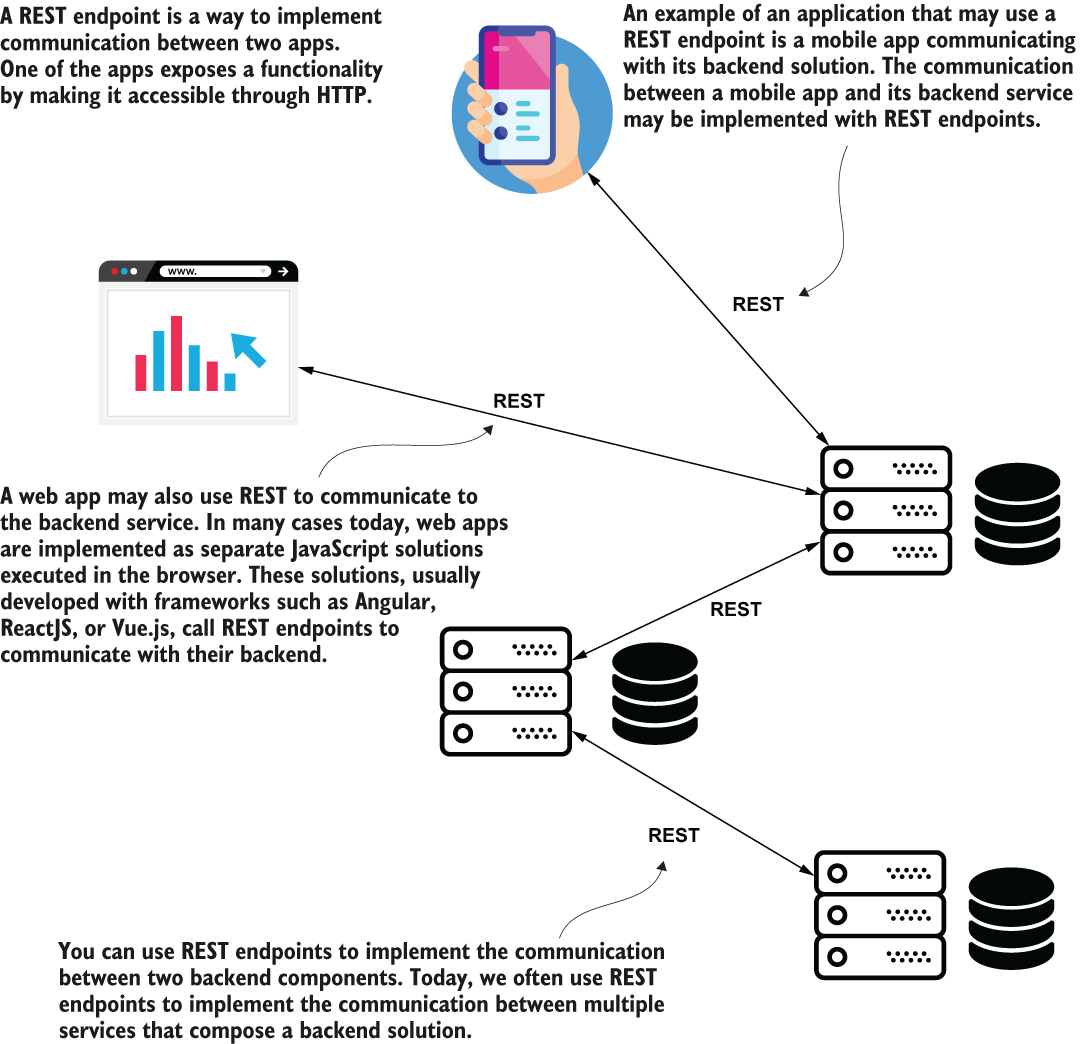 A REST endpoint is a way to implement
communication between two apps.
One of the apps exposes a functionality
by making it accessible through HTTP.
An example of an application that may use a
REST endpoint is a mobile app communicating
with its backend solution. The communication
between a mobile app and its backend service
may be implemented with REST endpoints.
www.
REST
REST
A web app may also use REST to communicate to
the backend service. In many cases today, web apps
are implemented as separate JavaScript solutions
executed in the browser. These solutions, usually
developed with frameworks such as Angular,
ReactJS, or Vue.js, call REST endpoints to
communicate with their backend.
REST
REST
You can use REST endpoints to implement the communication
between two backend components. Today, we often use REST
endpoints to implement the communication between multiple
services that compose a backend solution.